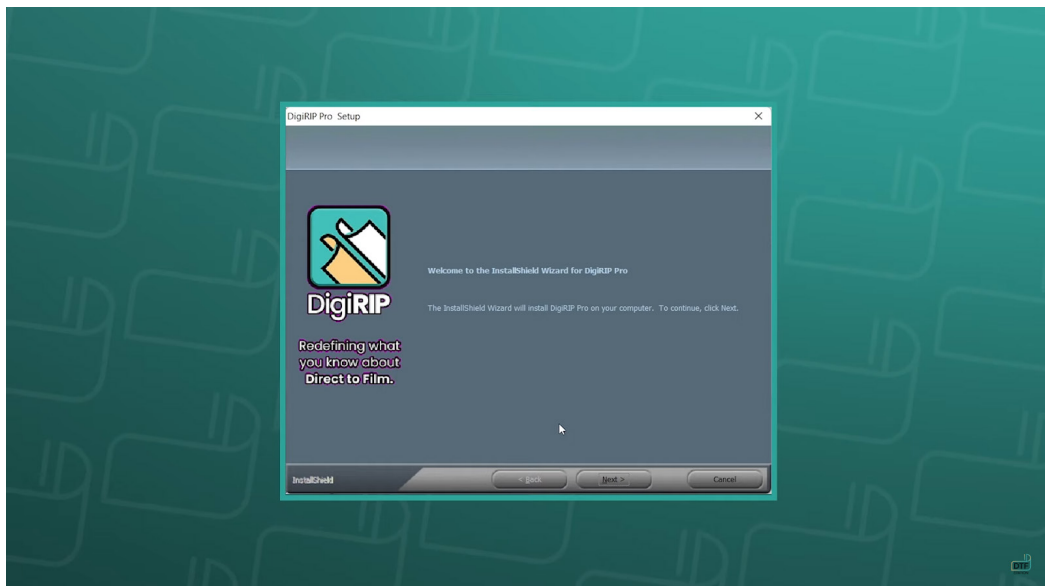 DigiRIP Pro Setup
DigiRIP
Redefining what
you know about
Direct to Film.
Welcome to the InstallShield Wizard for DigiRIP Pro
The InstallShield Wizard will install DigiRIP Pro on your computer. To continue, click Next.
InstallShield
< Back
Next >
Cancel
DTF